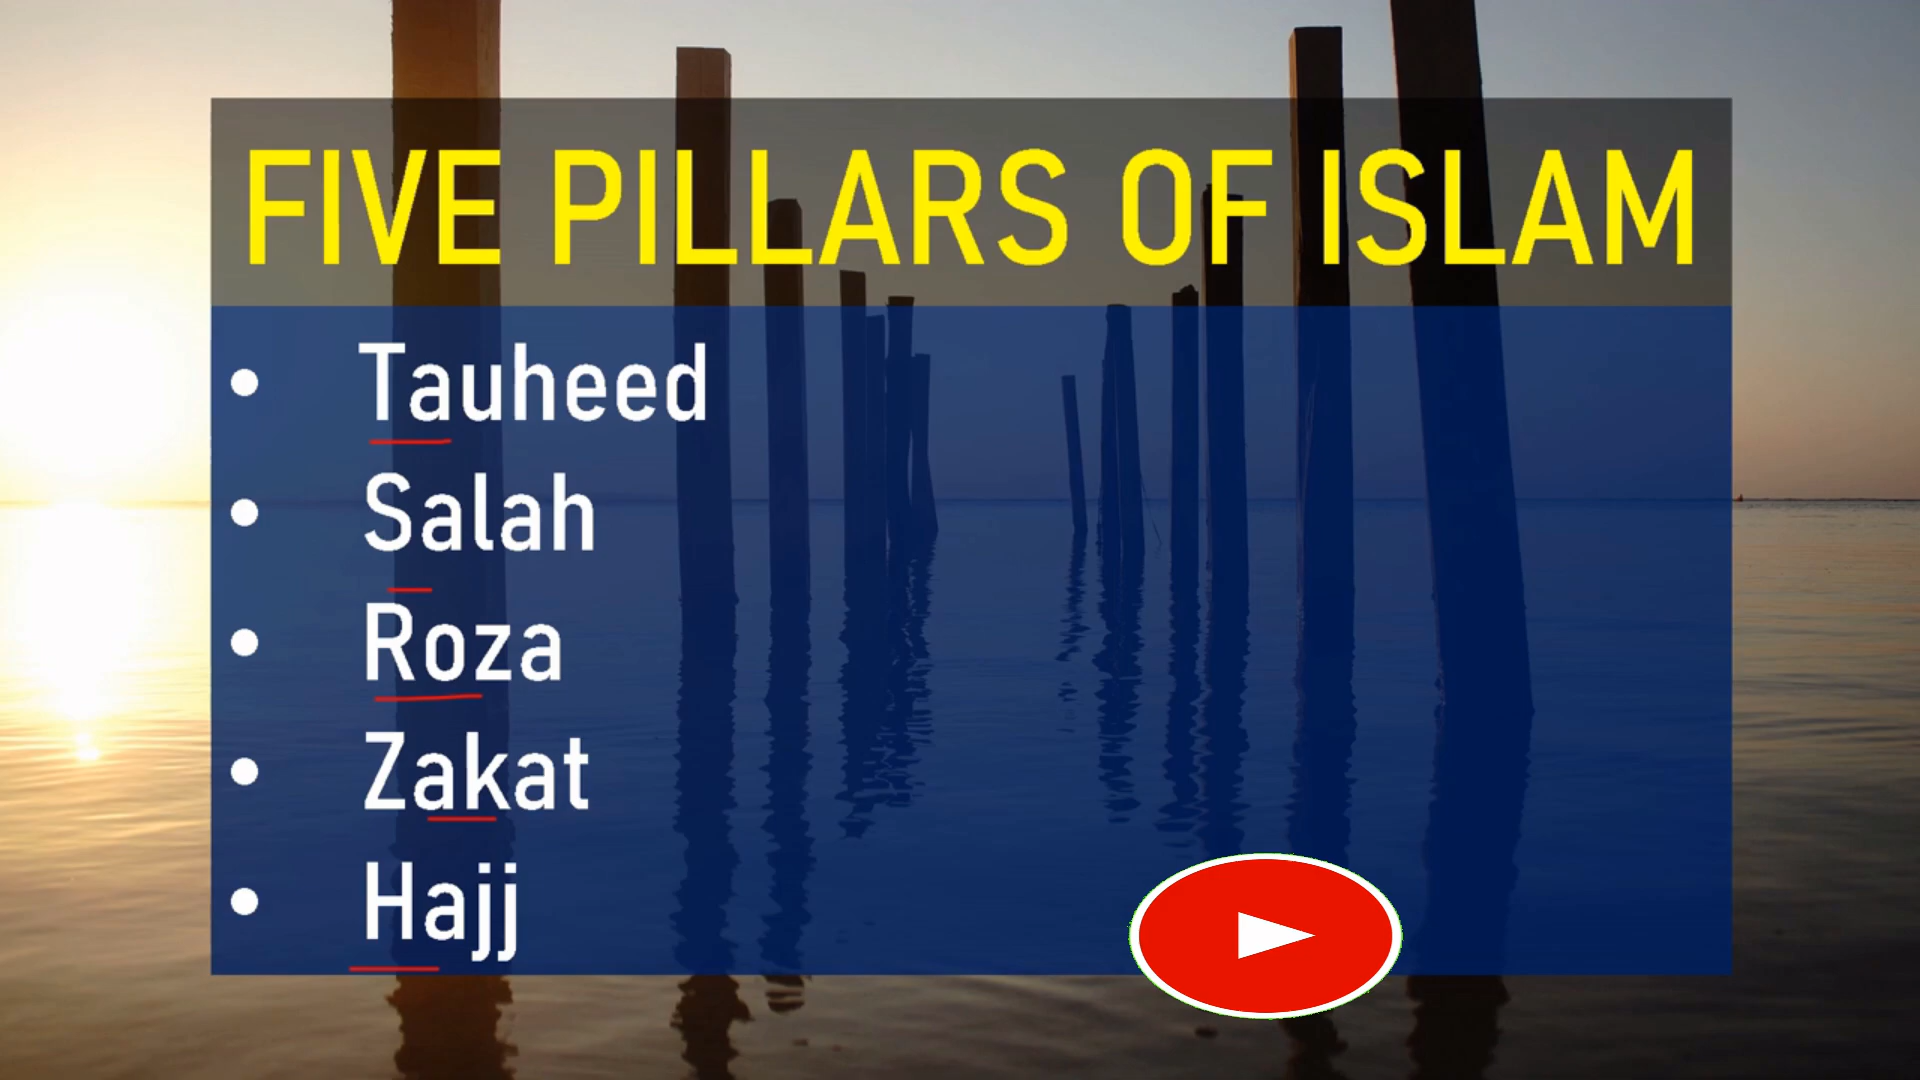 FIVE PILLARS OF ISLAM
• Tauheed
• Salah
• Roza
• Zakat
• Hajj